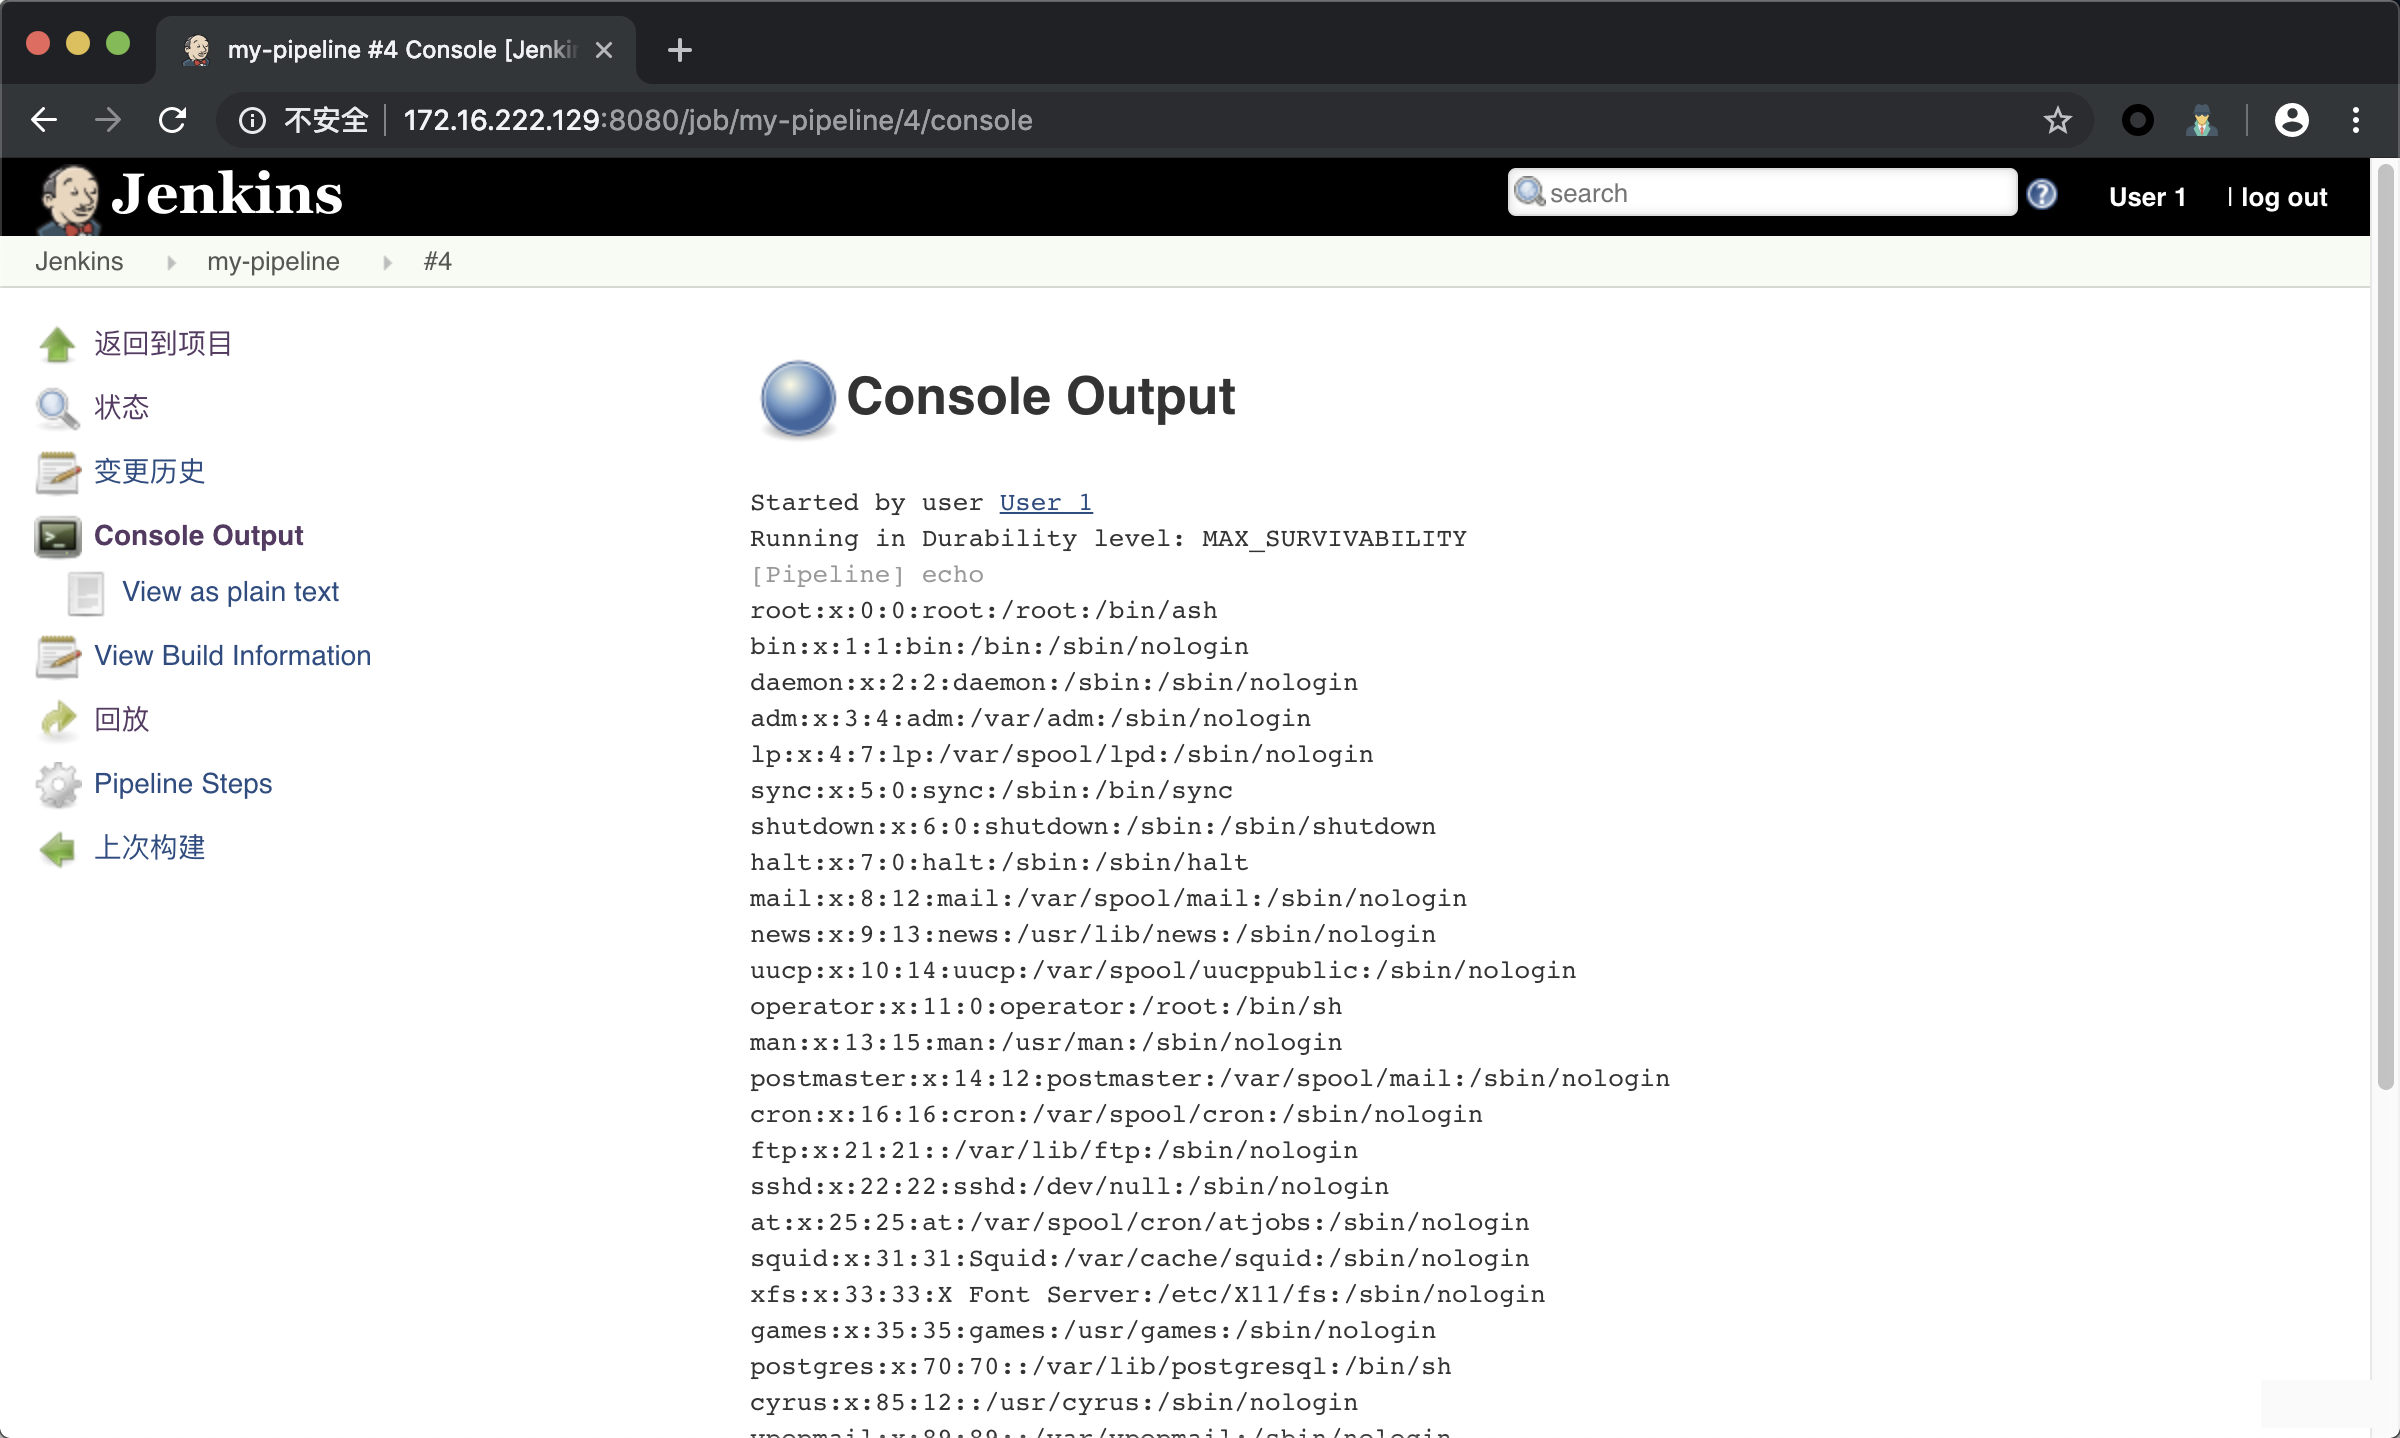 my-pipeline #4 Console [Jenki
不安全 172.16.222.129:8080/job/my-pipeline/4/console
Jenkins
search
User 1
| log out
Jenkins
my-pipeline
#4
返回到项目
状态
变更历史
Console Output
View as plain text
View Build Information
回放
Pipeline Steps
上次构建
Console Output
Started by user User 1
Running in Durability level: MAX_SURVIVABILITY
[Pipeline] echo
root:x:0:0:root:/root:/bin/ash
bin:x:1:1:bin:/bin:/sbin/nologin
daemon:x:2:2:daemon:/sbin:/sbin/nologin
adm:x:3:4:adm:/var/adm:/sbin/nologin
lp:x:4:7:lp:/var/spool/lpd:/sbin/nologin
sync:x:5:0:sync:/sbin:/bin/sync
shutdown:x:6:0:shutdown:/sbin:/sbin/shutdown
halt:x:7:0:halt:/sbin:/sbin/halt
mail:x:8:12:mail:/var/spool/mail:/sbin/nologin
news:x:9:13:news:/usr/lib/news:/sbin/nologin
uucp:x:10:14:uucp:/var/spool/uucppublic:/sbin/nologin
operator:x:11:0:operator:/root:/bin/sh
man:x:13:15:man:/usr/man:/sbin/nologin
postmaster:x:14:12:postmaster:/var/spool/mail:/sbin/nologin
cron:x:16:16:cron:/var/spool/cron:/sbin/nologin
ftp:x:21:21::/var/lib/ftp:/sbin/nologin
sshd:x:22:22:sshd:/dev/null:/sbin/nologin
at:x:25:25:at:/var/spool/cron/atjobs:/sbin/nologin
squid:x:31:31:Squid:/var/cache/squid:/sbin/nologin
xfs:x:33:33:X Font Server:/etc/X11/fs:/sbin/nologin
games:x:35:35:games:/usr/games:/sbin/nologin
postgres:x:70:70::/var/lib/postgresql:/bin/sh
cyrus:x:85:12::/usr/cyrus:/sbin/nologin
vpopmail:x:89:89::/var/vpopmail:/sbin/nologin